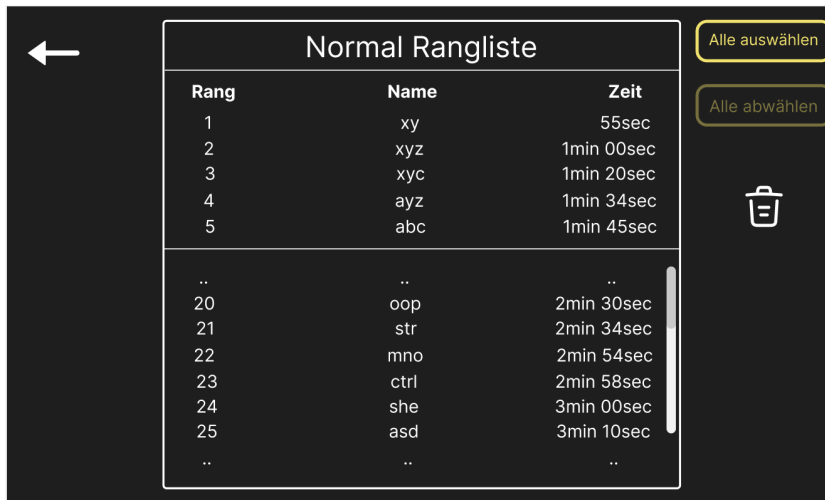 Normal Rangliste
Alle auswählen
Rang Name Zeit
Alle abwählen
1 xy 55sec
2 xyz 1min 00sec
3 xyc 1min 20sec
4 ayz 1min 34sec
5 abc 1min 45sec
.. .. ..
20 oop 2min 30sec
21 str 2min 34sec
22 mno 2min 54sec
23 ctrl 2min 58sec
24 she 3min 00sec
25 asd 3min 10sec
.. .. ..